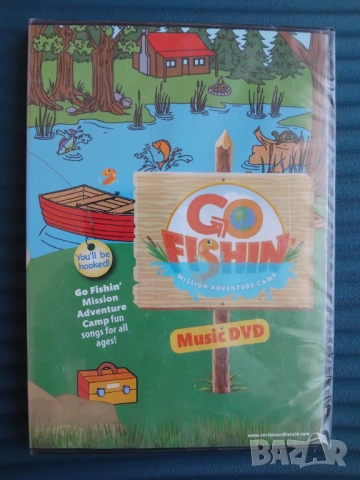 You'll be
hooked!
GO
FISHIN'
MISSION ADVENTURE CAMP
Go Fishin'
Mission
Adventure
Camp fun
songs for all
ages!
Music DVD
BAZAR